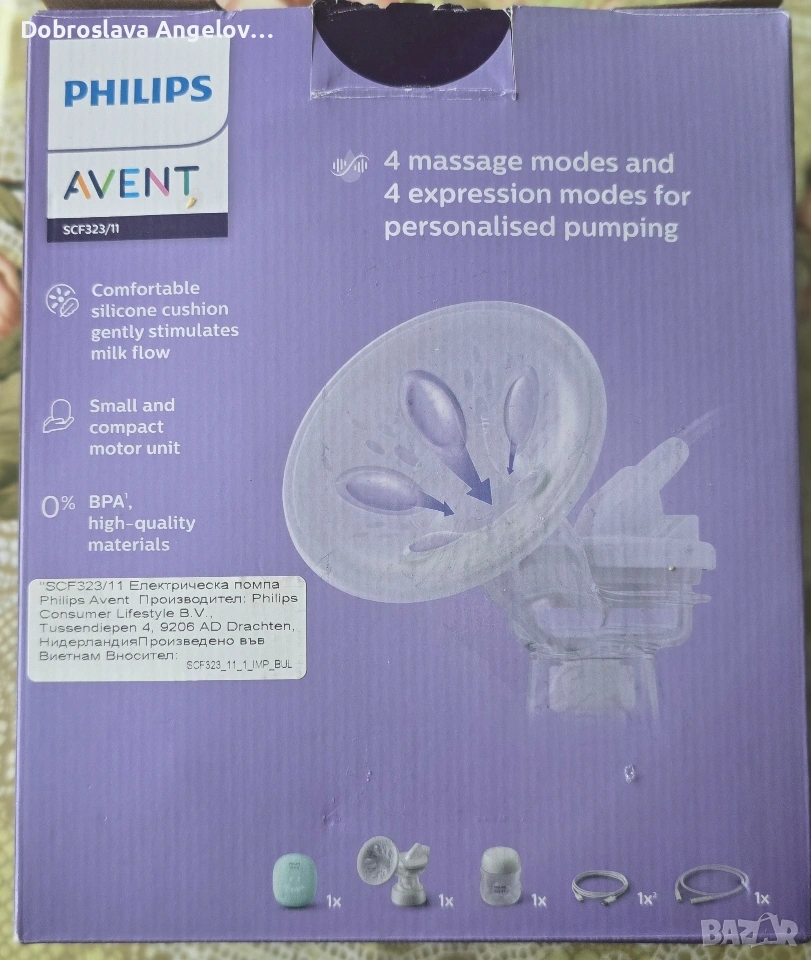 Dobroslava Angelov...
PHILIPS
AVENT
SCF323/11
4 massage modes and
4 expression modes for
personalised pumping
Comfortable
silicone cushion
gently stimulates
milk flow
Small and
compact
motor unit
0% BPA¹,
high-quality
materials
"SCF323/11 Електрическа помпа
Philips Avent Производител: Philips
Consumer Lifestyle B.V.,
Tussendiepen 4, 9206 AD Drachten,
НидерландияПроизведено във
Виетнам Вносител:
SCF323_11_1_IMP_BUL
1x
1x
1x
1x²
1x
BAZAR